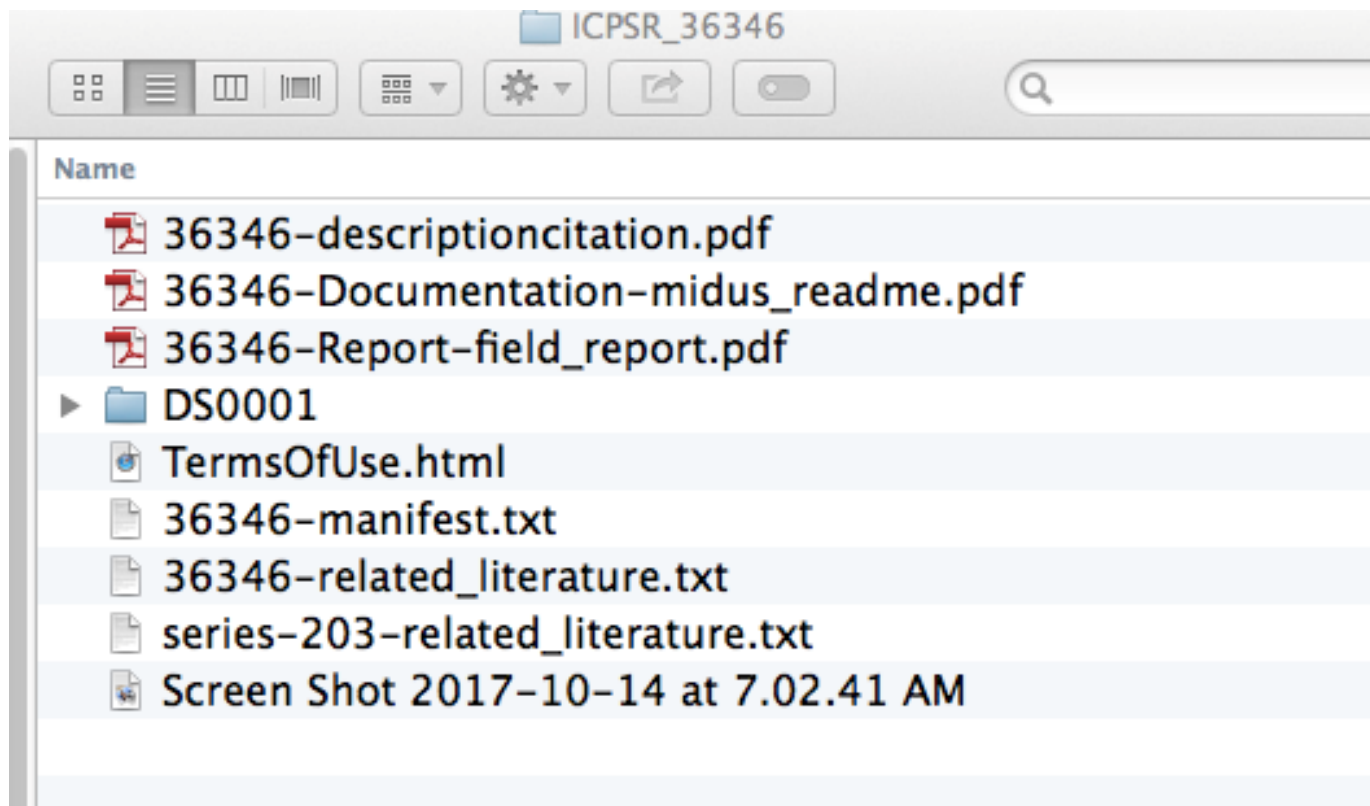 ICPSR_36346
Name
36346-descriptioncitation.pdf
36346-Documentation-midus_readme.pdf
36346-Report-field_report.pdf
DS0001
TermsOfUse.html
36346-manifest.txt
36346-related_literature.txt
series-203-related_literature.txt
Screen Shot 2017-10-14 at 7.02.41 AM